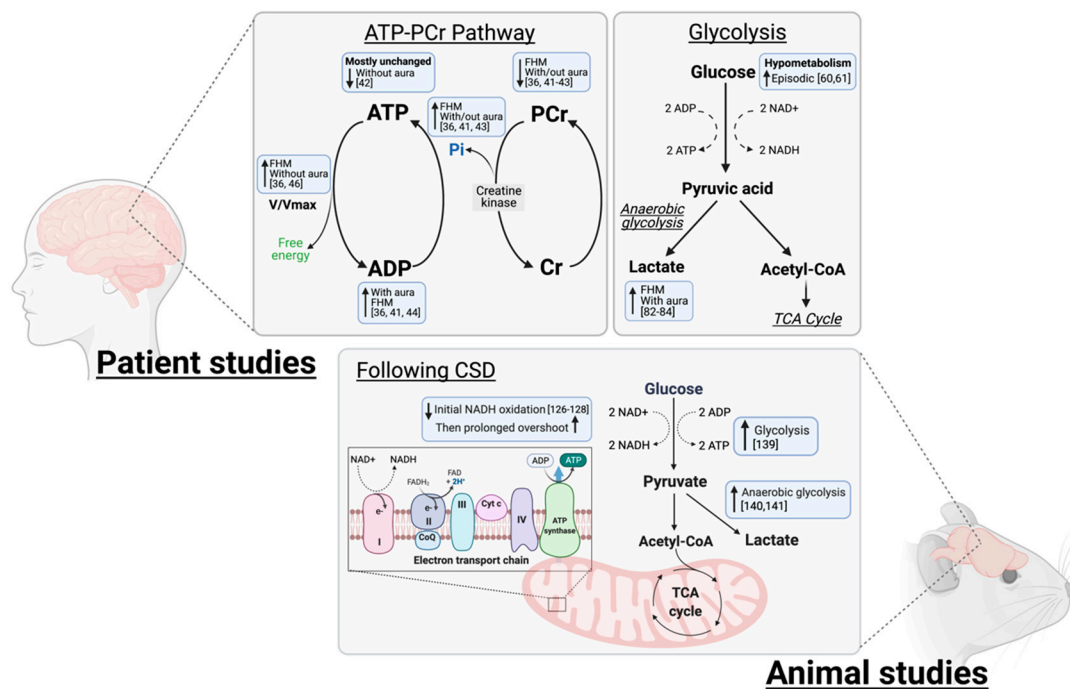 ATP-PCr Pathway
Mostly unchanged
Without aura
[42]
FHM
With/out aura
[36, 41-43]
ATP
FHM
With/out aura
[36, 41, 43]
PCr
Pi
FHM
Without aura
[36, 46]
V/Vmax
Creatine
kinase
Free
energy
ADP
Cr
With aura
FHM
[36, 41, 44]
Glycolysis
Glucose
Hypometabolism
Episodic [60,61]
2 ADP
2 NAD+
2 ATP
2 NADH
Pyruvic acid
Anaerobic
glycolysis
Lactate
Acetyl-CoA
FHM
With aura
[82-84]
TCA Cycle
Patient studies
Following CSD
Initial NADH oxidation [126-128]
Then prolonged overshoot
Glucose
2 NAD+
2 ADP
2 NADH
2 ATP
Glycolysis
[139]
NAD+
NADH
FADH₂
FAD
+ 2H⁺
ADP
ATP
e-
I
e-
II
CoQ
III
Cyt c
IV
ATP
synthase
Electron transport chain
Pyruvate
Anaerobic glycolysis
[140,141]
Acetyl-CoA
Lactate
TCA
cycle
Animal studies